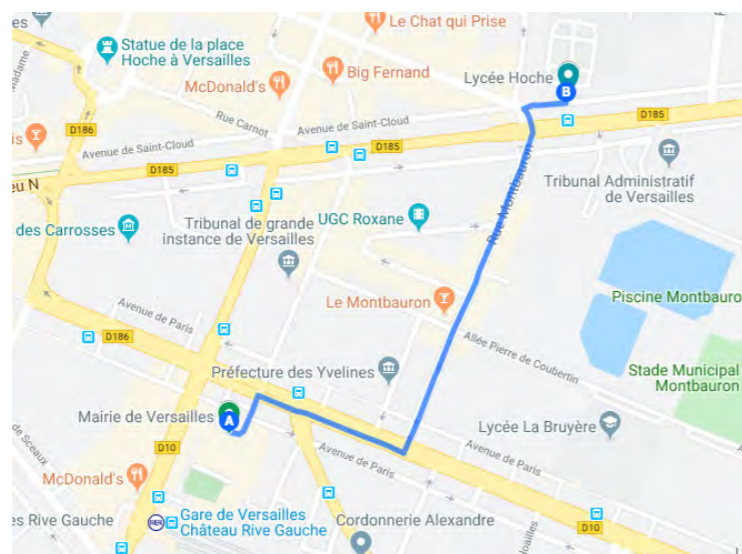 Le Chat qui Prise
Statue de la place
Hoche à Versailles
Madame
McDonald's
Big Fernand
Lycée Hoche
B
D186
Rue Carnot
Avenue de Saint-Cloud
Avenue de Saint-Cloud
D185
D185
D185
Rue Montbauron
Tribunal Administratif
de Versailles
des Carrosses
Tribunal de grande
instance de Versailles
UGC Roxane
Le Montbauron
Piscine Montbauro
Avenue de Paris
D186
Allée Pierre de Coubertin
Préfecture des Yvelines
Stade Municipal
Montbauron
Mairie de Versailles
A
Lycée La Bruyère
D10
de Sceaux
Avenue de Paris
McDonald's
RER
Gare de Versailles
Château Rive Gauche
es Rive Gauche
Cordonnerie Alexandre
D10
oailles